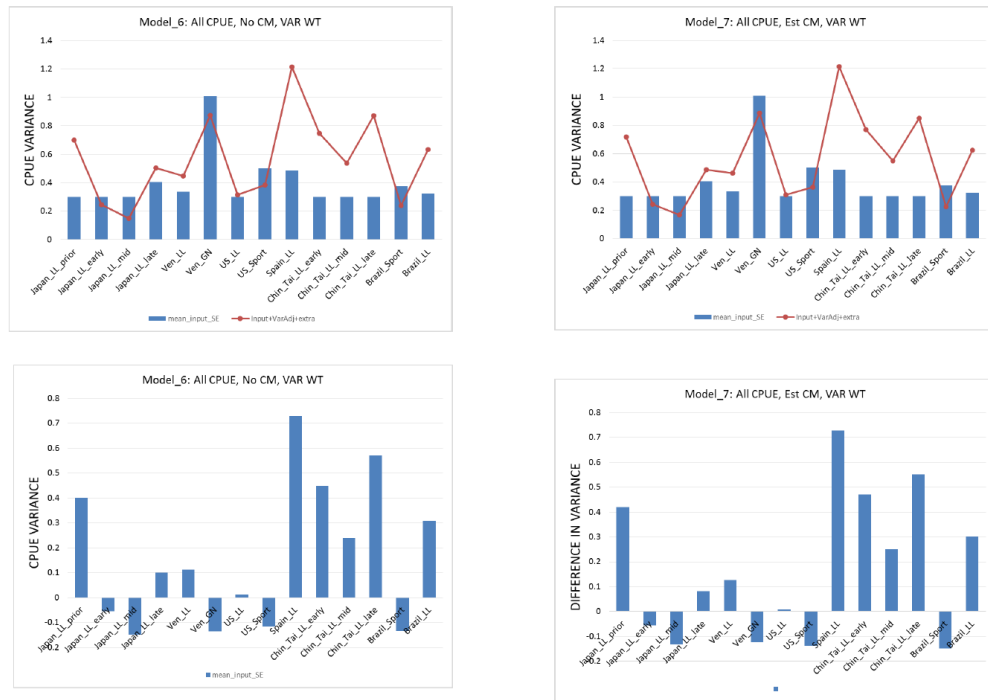 Model_6: All CPUE, No CM, VAR WT
1.4
1.2
1
0.8
0.6
0.4
0.2
0
CPUE VARIANCE
Japan_LL_prior
Japan_LL_early
Japan_LL_mid
Japan_LL_late
Ven_LL
Ven_GN
US_LL
US_Sport
Spain_LL
Chin_Tai_LL_early
Chin_Tai_LL_mid
Chin_Tai_LL_late
Brazil_Sport
Brazil_LL
mean_input_SE
Input+VarAdj+extra
Model_7: All CPUE, Est CM, VAR WT
1.4
1.2
1
0.8
0.6
0.4
0.2
0
CPUE VARIANCE
Japan_LL_prior
Japan_LL_early
Japan_LL_mid
Japan_LL_late
Ven_LL
Ven_GN
US_LL
US_Sport
Spain_LL
Chin_Tai_LL_early
Chin_Tai_LL_mid
Chin_Tai_LL_late
Brazil_Sport
Brazil_LL
mean_input_SE
Input+VarAdj+extra
Model_6: All CPUE, No CM, VAR WT
0.8
0.7
0.6
0.5
0.4
0.3
0.2
0.1
0
-0.1
-0.2
CPUE VARIANCE
Japan_LL_prior
Japan_LL_early
Japan_LL_mid
Japan_LL_late
Ven_LL
Ven_GN
US_LL
US_Sport
Spain_LL
Chin_Tai_LL_early
Chin_Tai_LL_mid
Chin_Tai_LL_late
Brazil_Sport
Brazil_LL
mean_input_SE
Model_7: All CPUE, Est CM, VAR WT
0.8
0.7
0.6
0.5
0.4
0.3
0.2
0.1
0
-0.1
-0.2
DIFFERENCE IN VARIANCE
Japan_LL_prior
Japan_LL_early
Japan_LL_mid
Japan_LL_late
Ven_LL
Ven_GN
US_LL
US_Sport
Spain_LL
Chin_Tai_LL_early
Chin_Tai_LL_mid
Chin_Tai_LL_late
Brazil_Sport
Brazil_LL